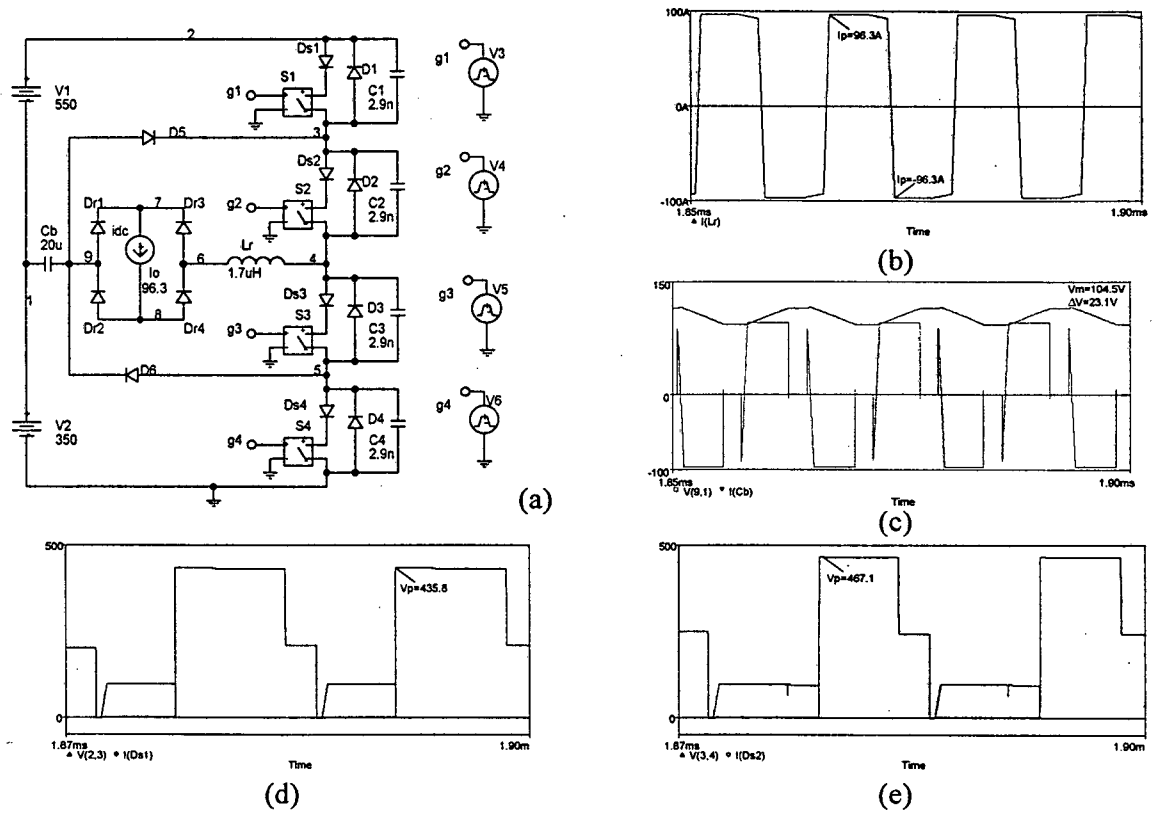 2
V1
550
Ds1
S1
g1
D1
C1
2.9n
g1
V3
D5
3
Ds2
S2
g2
D2
C2
2.9n
g2
V4
Cb
20u
9
Dr1
7
Dr3
idc
Io
96.3
Dr2
8
Dr4
6
Lr
1.7uH
4
1
Ds3
S3
g3
D3
C3
2.9n
g3
V5
D6
5
V2
350
Ds4
S4
g4
D4
C4
2.9n
g4
V6
(a)
100A
0A
-100A
Ip=96.3A
Ip=-96.3A
1.85ms
1.90ms
I(Lr)
Time
(b)
150
0
-100
Vm=104.5V
ΔV=23.1V
1.85ms
1.90ms
V(9,1) I(Cb)
Time
(c)
500
0
Vp=435.8
1.87ms
1.90m
V(2,3) I(Ds1)
Time
(d)
500
0
Vp=467.1
1.87ms
1.90m
V(3,4) I(Ds2)
Time
(e)